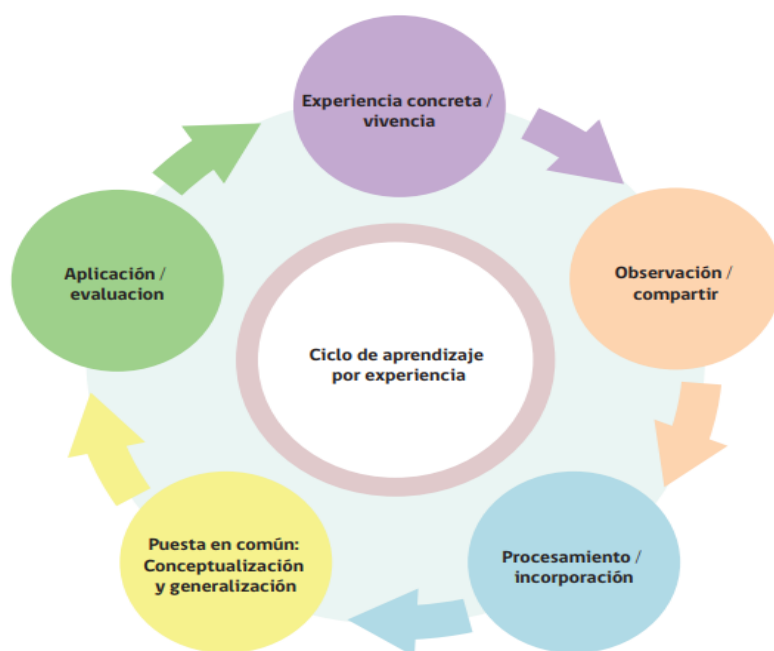 Experiencia concreta /
vivencia
Observación /
compartir
Procesamiento /
incorporación
Puesta en común:
Conceptualización
y generalización
Aplicación /
evaluacion
Ciclo de aprendizaje
por experiencia